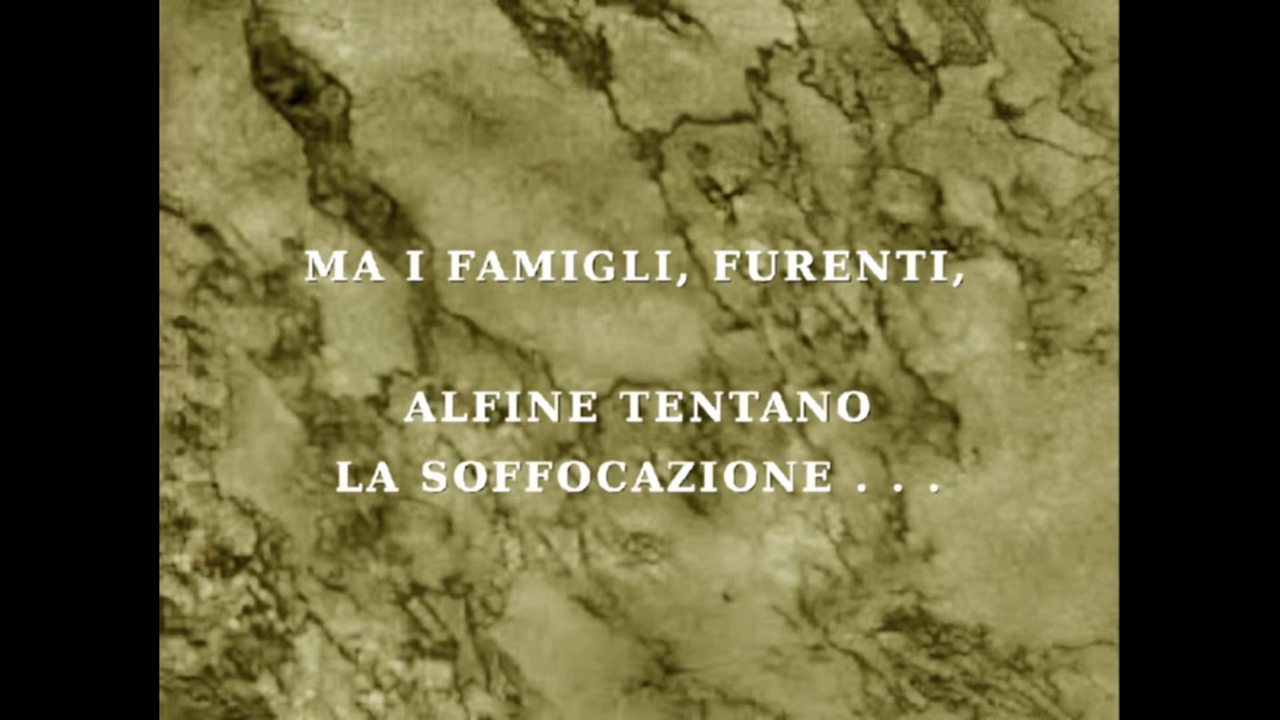 MA I FAMIGLI, FURENTI,
ALFINE TENTANO
LA SOFFOCAZIONE . . .